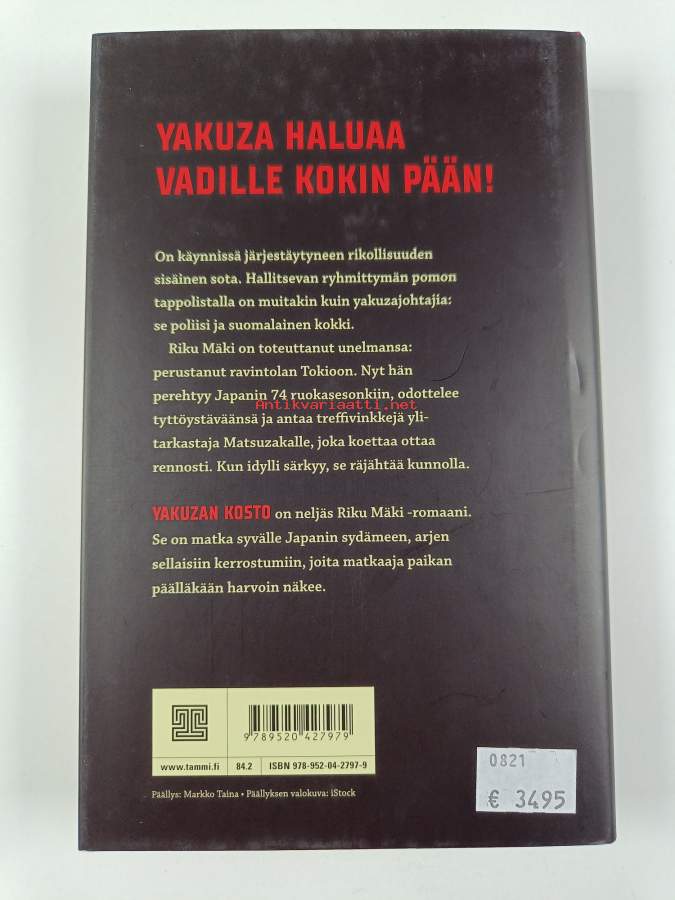 YAKUZA HALUAA
VADILLE KOKIN PÄÄN!
On käynnissä järjestäytyneen rikollisuuden
sisäinen sota. Hallitsevan ryhmittymän pomon
tappolistalla on muitakin kuin yakuzajohtajia:
se poliisi ja suomalainen kokki.
Riku Mäki on toteuttanut unelmansa:
perustanut ravintolan Tokioon. Nyt hän
perehtyy Japanin 74 ruokasesonkiin, odottelee
Antikvariaatti.net
tyttöystäväänsä ja antaa treffivinkkejä yli-
tarkastaja Matsuzakalle, joka koettaa ottaa
rennosti. Kun idylli särkyy, se räjähtää kunnolla.
YAKUZAN KOSTO on neljäs Riku Mäki -romaani.
Se on matka syvälle Japanin sydämeen, arjen
sellaisiin kerrostumiin, joita matkaaja paikan
päälläkään harvoin näkee.
9 789520 427979
www.tammi.fi 84.2 ISBN 978-952-04-2797-9
Päällys: Markko Taina • Päällyksen valokuva: iStock
0821
€ 3495